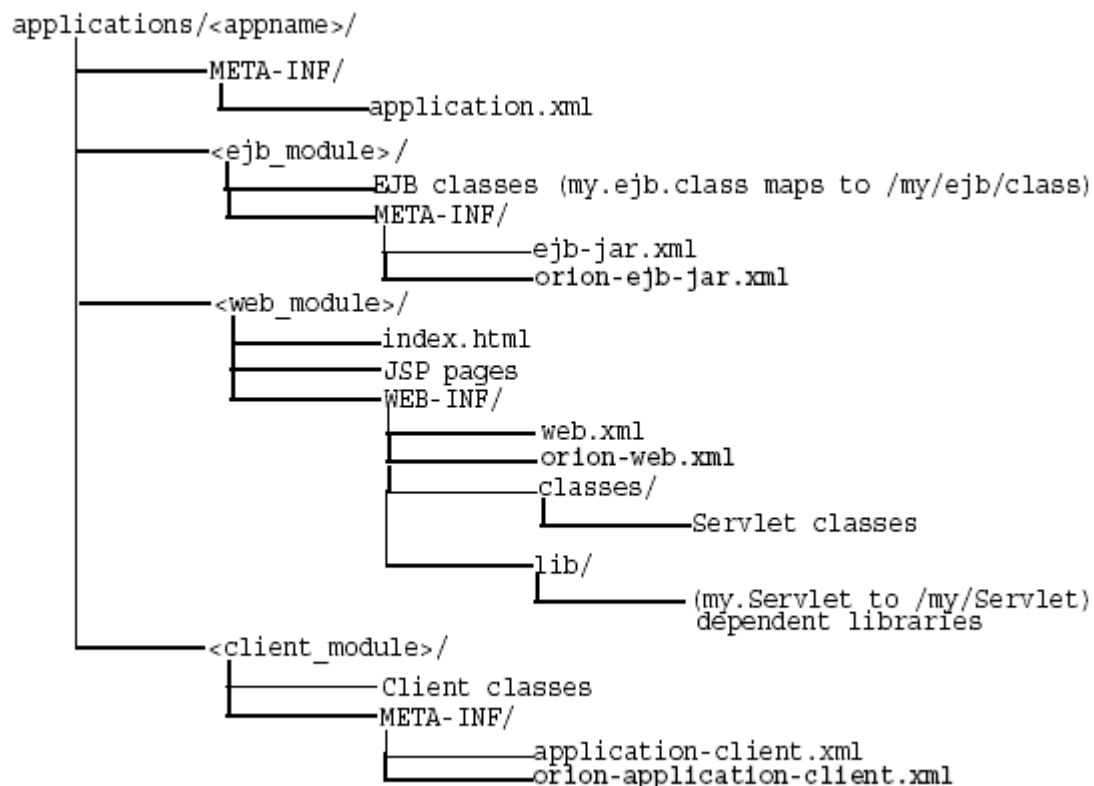 applications/<appname>/
META-INF/
application.xml
<ejb_module>/
EJB classes (my.ejb.class maps to /my/ejb/class)
META-INF/
ejb-jar.xml
orion-ejb-jar.xml
<web_module>/
index.html
JSP pages
WEB-INF/
web.xml
orion-web.xml
classes/
Servlet classes
lib/
(my.Servlet to /my/Servlet)
dependent libraries
<client_module>/
Client classes
META-INF/
application-client.xml
orion-application-client.xml